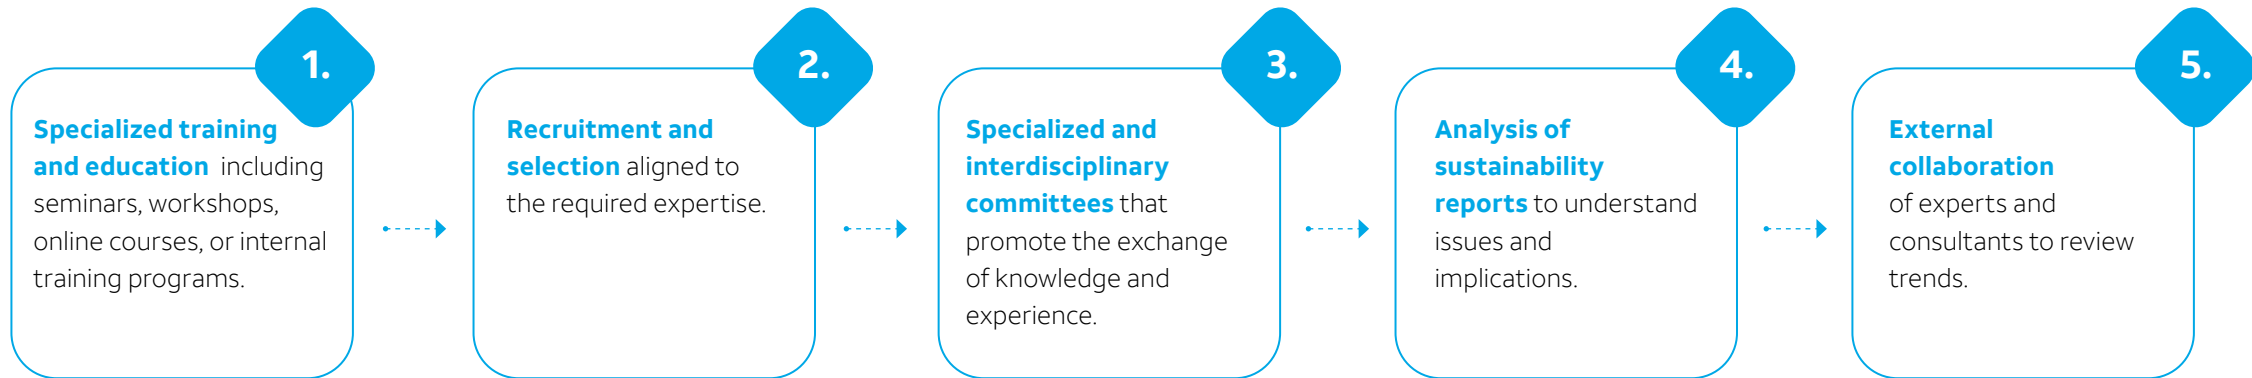 1.
Specialized training
and education including
seminars, workshops,
online courses, or internal
training programs.
2.
Recruitment and
selection aligned to
the required expertise.
3.
Specialized and
interdisciplinary
committees that
promote the exchange
of knowledge and
experience.
4.
Analysis of
sustainability
reports to understand
issues and
implications.
5.
External
collaboration
of experts and
consultants to review
trends.